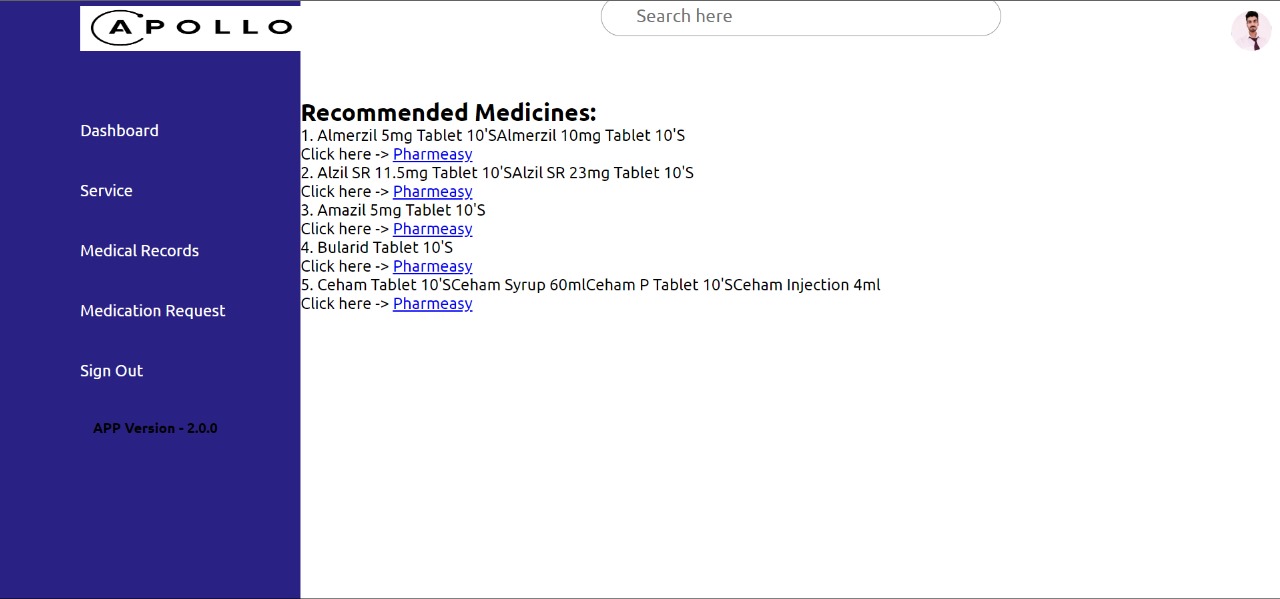 APOLLO
Search here
Dashboard
Service
Medical Records
Medication Request
Sign Out
APP Version - 2.0.0
Recommended Medicines:
1. Almerzil 5mg Tablet 10'SAlmerzil 10mg Tablet 10'S
Click here -> Pharmeasy
2. Alzil SR 11.5mg Tablet 10'SAlzil SR 23mg Tablet 10'S
Click here -> Pharmeasy
3. Amazil 5mg Tablet 10'S
Click here -> Pharmeasy
4. Bularid Tablet 10'S
Click here -> Pharmeasy
5. Ceham Tablet 10'SCeham Syrup 60mlCeham P Tablet 10'SCeham Injection 4ml
Click here -> Pharmeasy